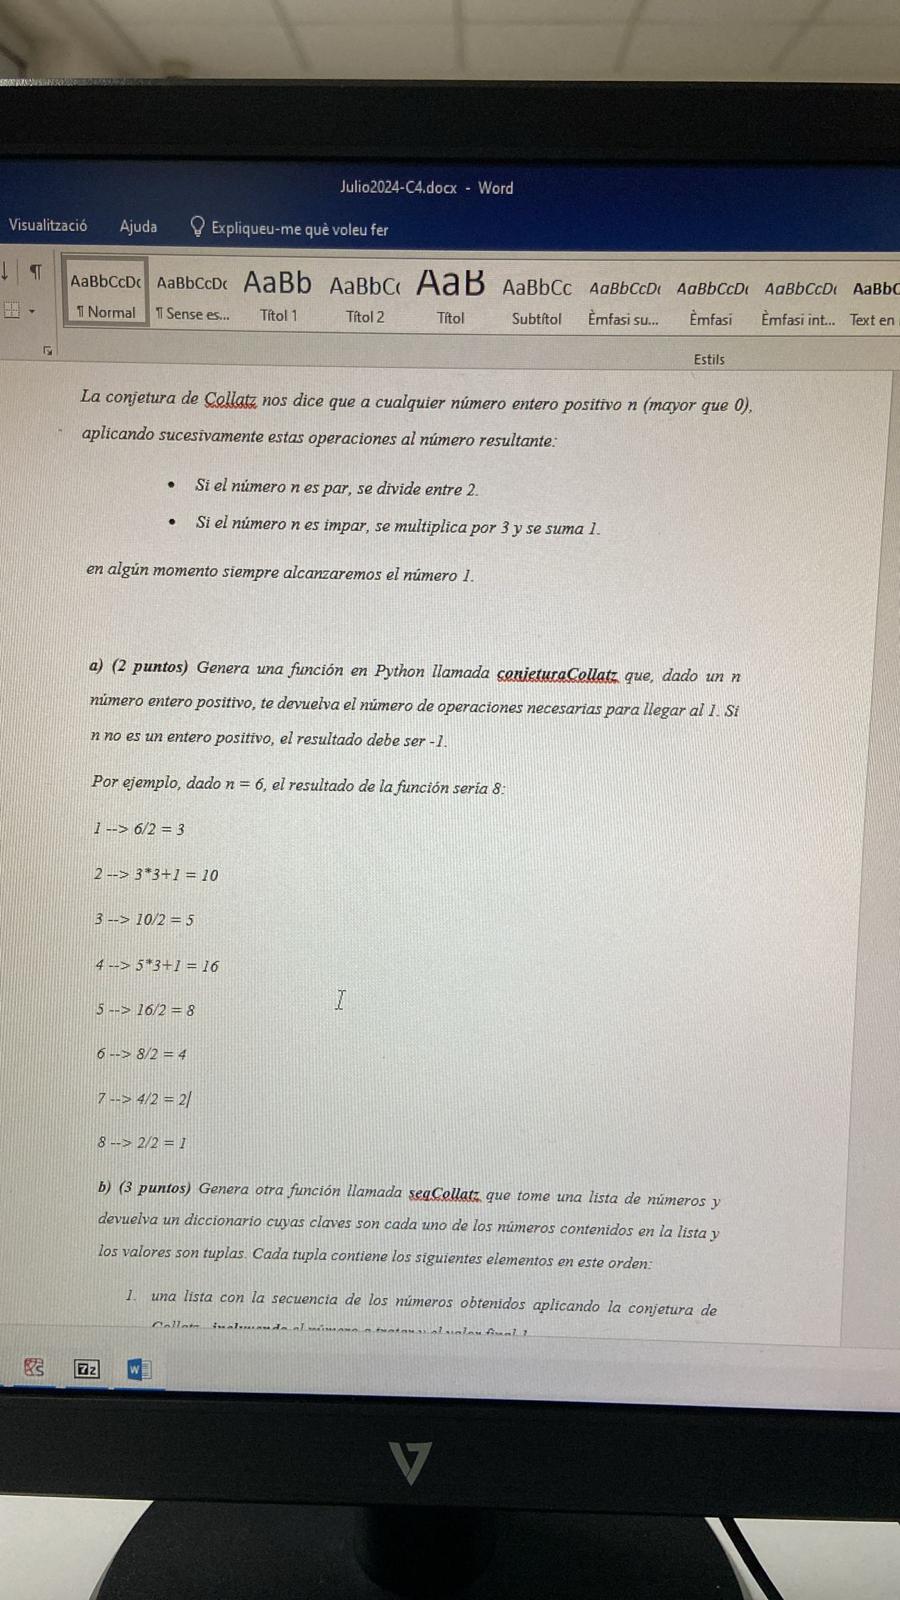 Julio2024-C4.docx - Word
Visualització Ajuda Expliqueu-me què voleu fer
AaBbCcDc AaBbCcDc AaBb AaBbC( AaB AaBbCc AaBbCcDt AaBbCcDt AaBbCcDt AaBbC
¶ Normal ¶ Sense es... Títol 1 Títol 2 Títol Subtítol Èmfasi su... Èmfasi Èmfasi int... Text en
Estils
La conjetura de Collatz nos dice que a cualquier número entero positivo n (mayor que 0),
aplicando sucesivamente estas operaciones al número resultante:
• Si el número n es par, se divide entre 2.
• Si el número n es impar, se multiplica por 3 y se suma 1.
en algún momento siempre alcanzaremos el número 1.
a) (2 puntos) Genera una función en Python llamada conjeturaCollatz que, dado un n
número entero positivo, te devuelva el número de operaciones necesarias para llegar al 1. Si
n no es un entero positivo, el resultado debe ser -1.
Por ejemplo, dado n = 6, el resultado de la función sería 8:
1 --> 6/2 = 3
2 --> 3*3+1 = 10
3 --> 10/2 = 5
4 --> 5*3+1 = 16
5 --> 16/2 = 8
6 --> 8/2 = 4
7 --> 4/2 = 2
8 --> 2/2 = 1
b) (3 puntos) Genera otra función llamada seqCollatz que tome una lista de números y
devuelva un diccionario cuyas claves son cada uno de los números contenidos en la lista y
los valores son tuplas. Cada tupla contiene los siguientes elementos en este orden:
1. una lista con la secuencia de los números obtenidos aplicando la conjetura de
7z
W
V7